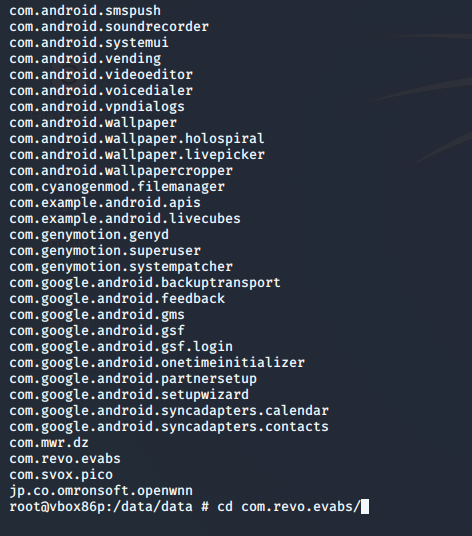 com.android.smspush
com.android.soundrecorder
com.android.systemui
com.android.vending
com.android.videoeditor
com.android.voicedialer
com.android.vpndialogs
com.android.wallpaper
com.android.wallpaper.holospiral
com.android.wallpaper.livepicker
com.android.wallpapercropper
com.cyanogenmod.filemanager
com.example.android.apis
com.example.android.livecubes
com.genymotion.genyd
com.genymotion.superuser
com.genymotion.systempatcher
com.google.android.backuptransport
com.google.android.feedback
com.google.android.gms
com.google.android.gsf
com.google.android.gsf.login
com.google.android.onetimeinitializer
com.google.android.partnersetup
com.google.android.setupwizard
com.google.android.syncadapters.calendar
com.google.android.syncadapters.contacts
com.mwr.dz
com.revo.evabs
com.svox.pico
jp.co.omronsoft.openwnn
root@vbox86p:/data/data # cd com.revo.evabs/